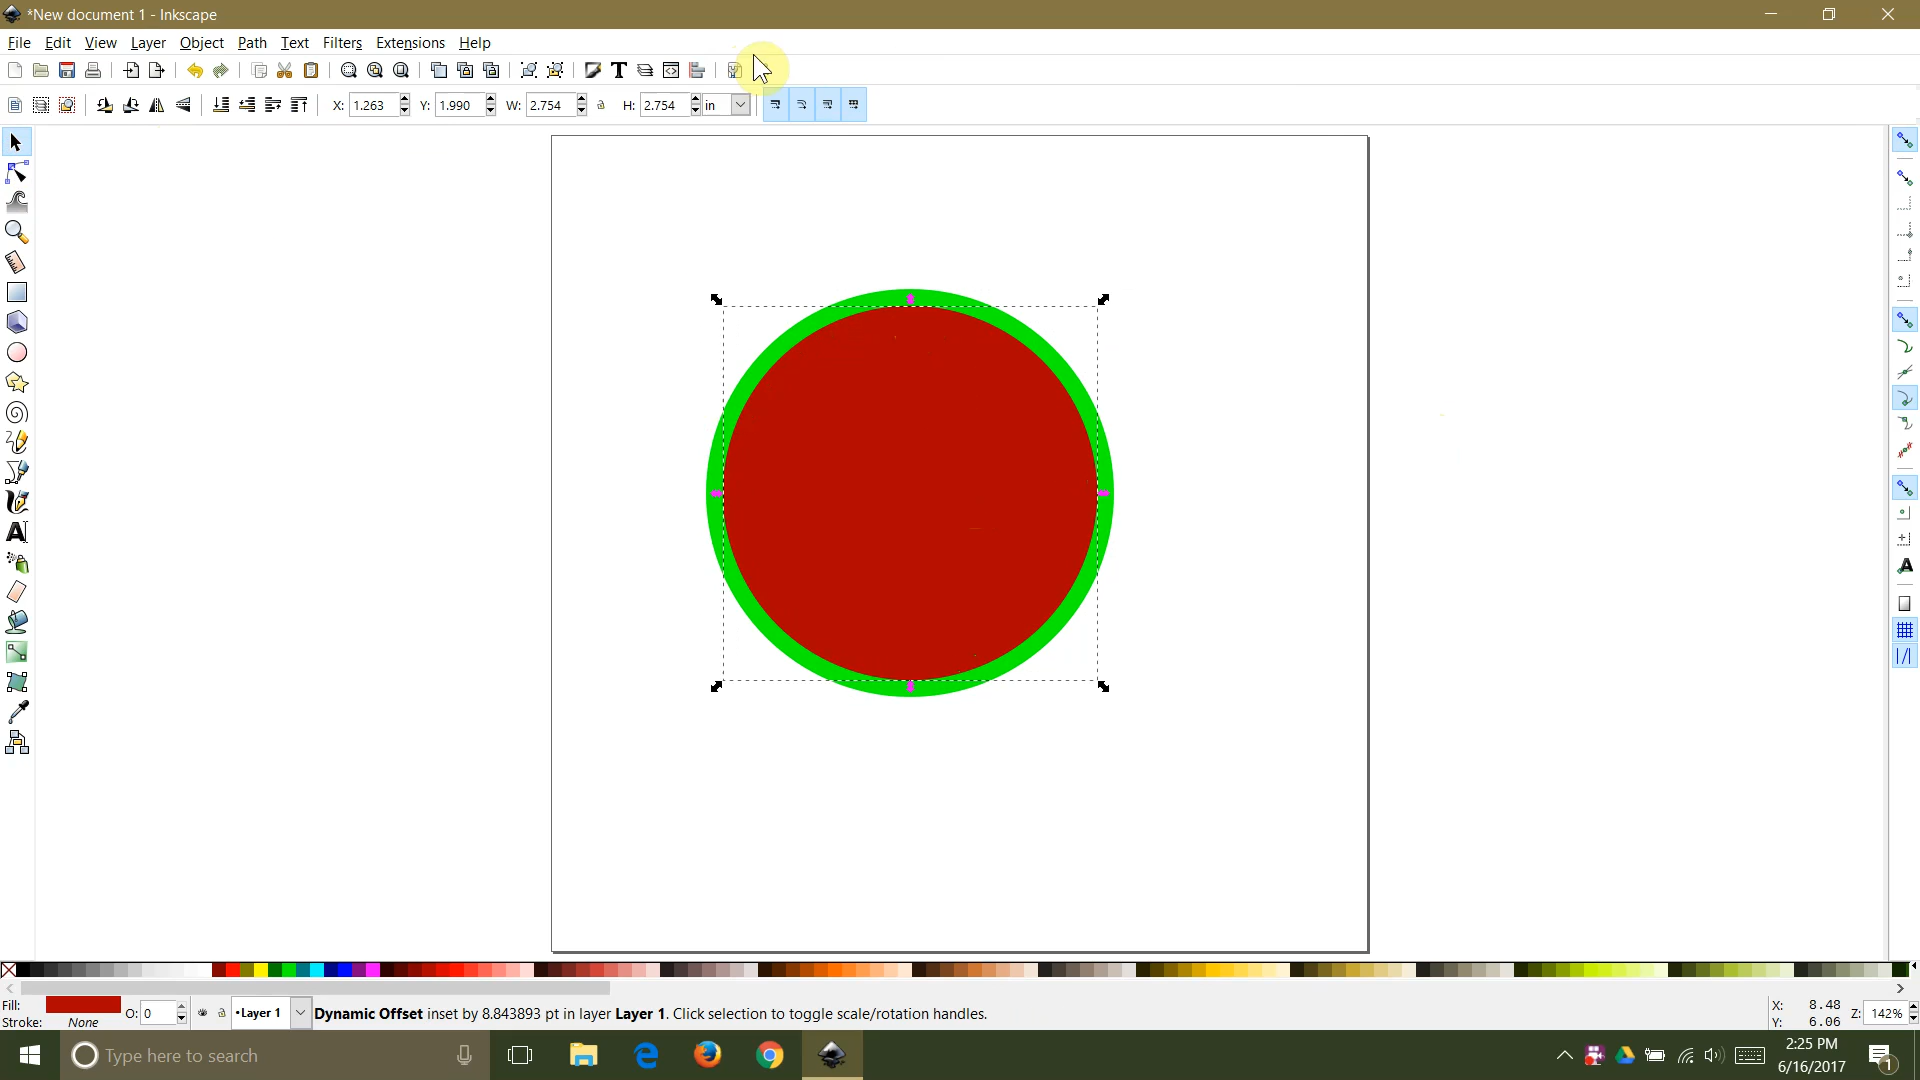 *New document 1 - Inkscape
File Edit View Layer Object Path Text Filters Extensions Help
X: 1.263 Y: 1.990 W: 2.754 H: 2.754 in
Fill:
Stroke: None
O: 0
•Layer 1
Dynamic Offset inset by 8.843893 pt in layer Layer 1. Click selection to toggle scale/rotation handles.
X: 8.48
Y: 6.06
Z: 142%
Type here to search
2:25 PM
6/16/2017
1